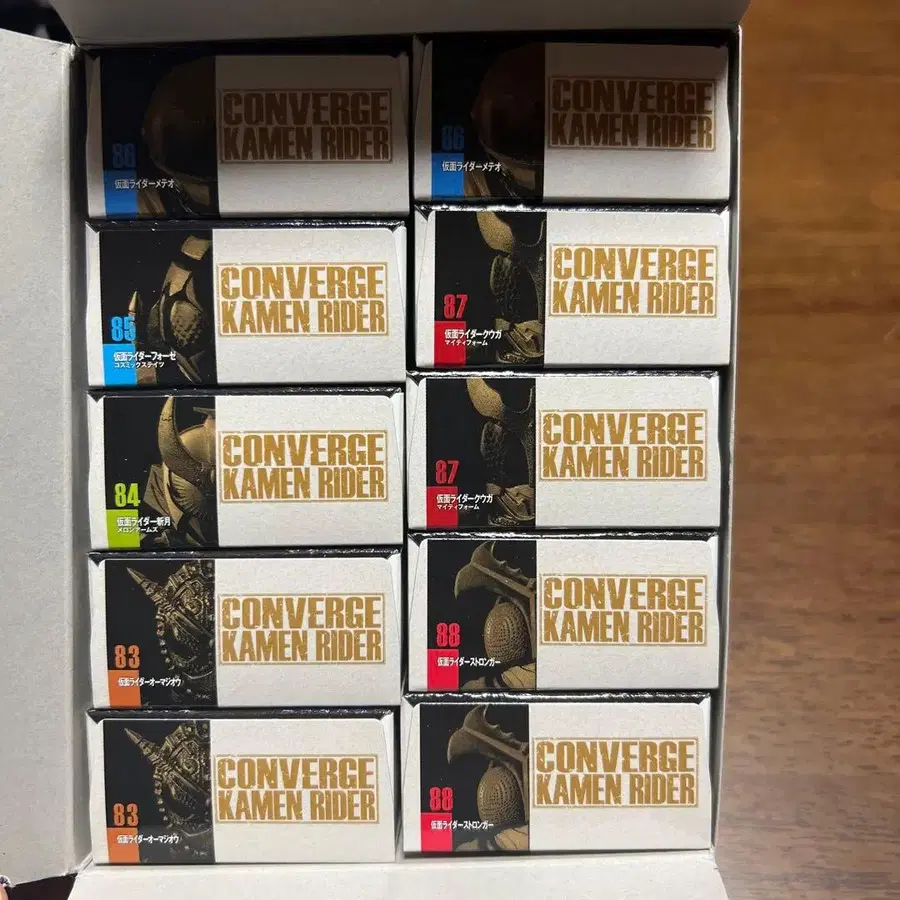 CONVERGE
KAMEN RIDER
86
仮面ライダーメテオ
CONVERGE
KAMEN RIDER
86
仮面ライダーメテオ
CONVERGE
KAMEN RIDER
85
仮面ライダーフォーゼ
コズミックステイツ
CONVERGE
KAMEN RIDER
87
仮面ライダークウガ
マイティフォーム
CONVERGE
KAMEN RIDER
84
仮面ライダー斬月
メロンアームズ
CONVERGE
KAMEN RIDER
87
仮面ライダークウガ
マイティフォーム
CONVERGE
KAMEN RIDER
83
仮面ライダーオーマジオウ
CONVERGE
KAMEN RIDER
88
仮面ライダーストロンガー
CONVERGE
KAMEN RIDER
83
仮面ライダーオーマジオウ
CONVERGE
KAMEN RIDER
88
仮面ライダーストロンガー